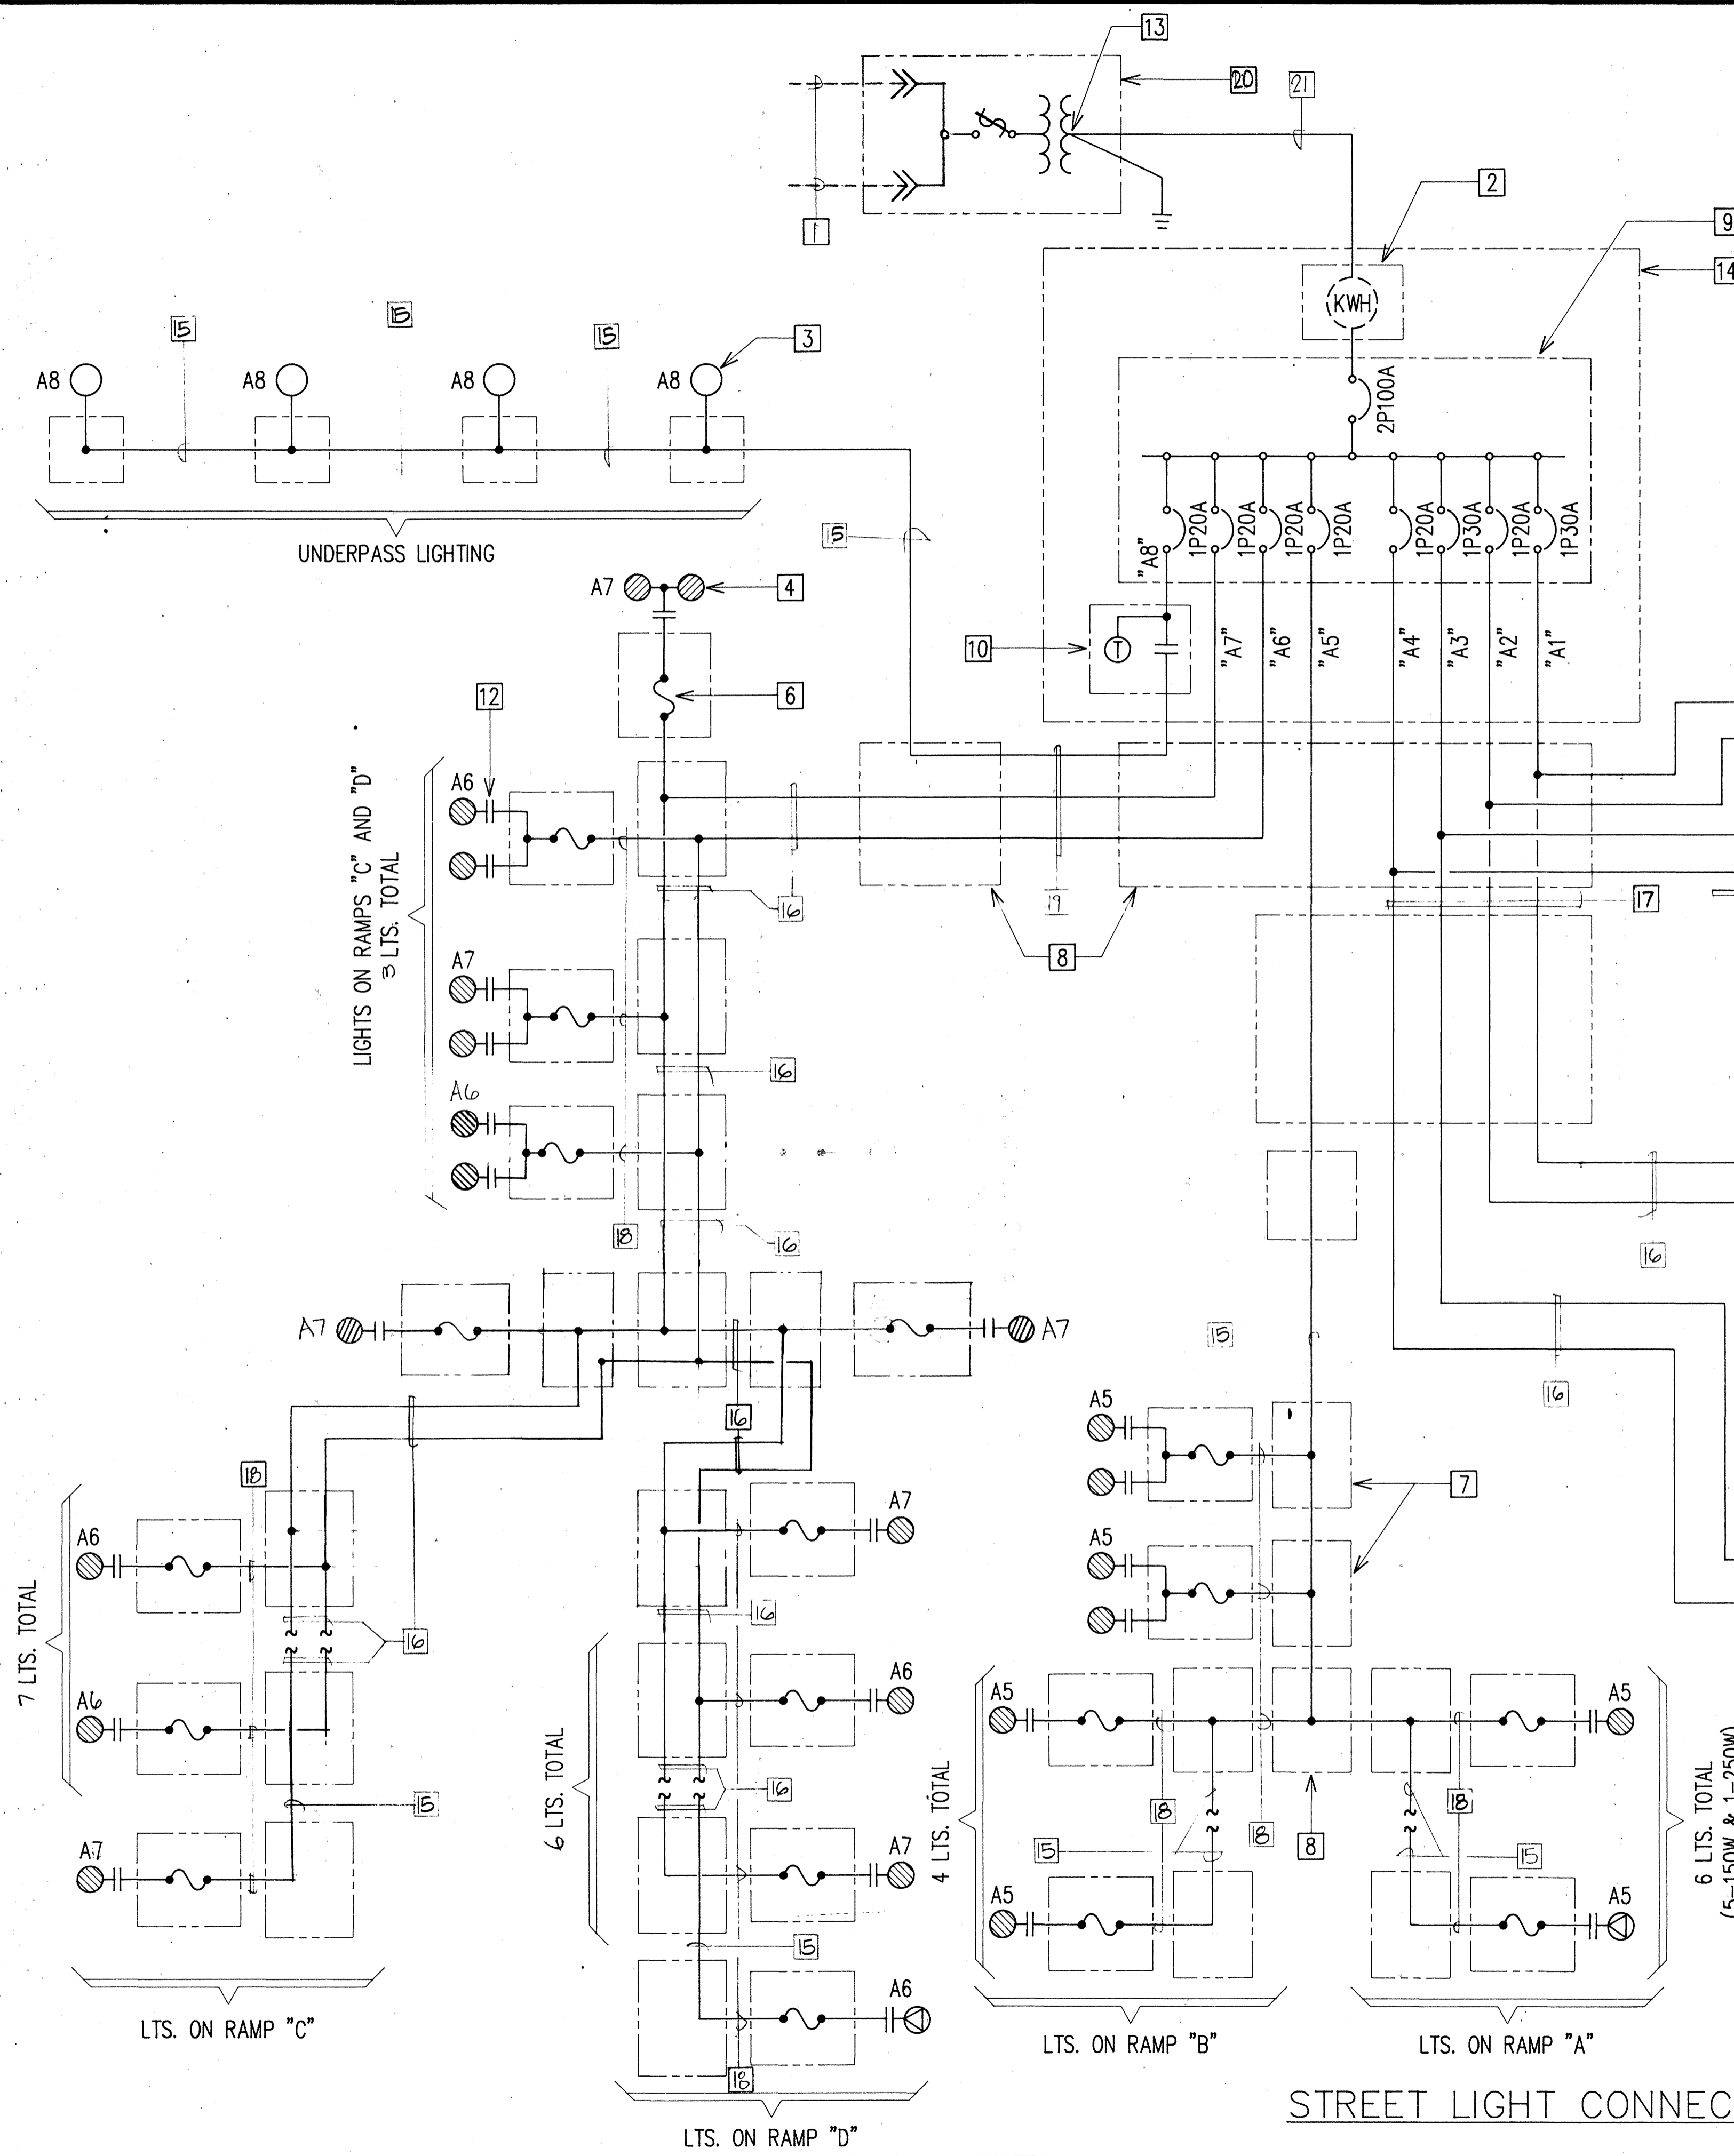 13
20
21
1
2
9
14
KWH
2P100A
15
15
15
3
A8
A8
A8
A8
UNDERPASS LIGHTING
15
"A8"
1P20A
1P20A
1P20A
1P20A
1P20A
1P30A
1P20A
1P30A
A7
4
10
T
"A7"
"A6"
"A5"
"A4"
"A3"
"A2"
"A1"
6
12
LIGHTS ON RAMPS "C" AND "D"
3 LTS. TOTAL
A6
16
19
8
17
A7
16
A6
18
16
16
A7
A7
15
16
16
A5
18
7
7 LTS. TOTAL
A6
A7
A5
16
16
6 LTS. TOTAL
A6
A6
4 LTS. TOTAL
A5
A5
6 LTS. TOTAL
(5-150W & 1-250W)
16
15
18
18
8
18
A7
A7
15
15
A5
A5
15
A6
LTS. ON RAMP "C"
18
LTS. ON RAMP "D"
LTS. ON RAMP "B"
LTS. ON RAMP "A"
STREET LIGHT CONNEC